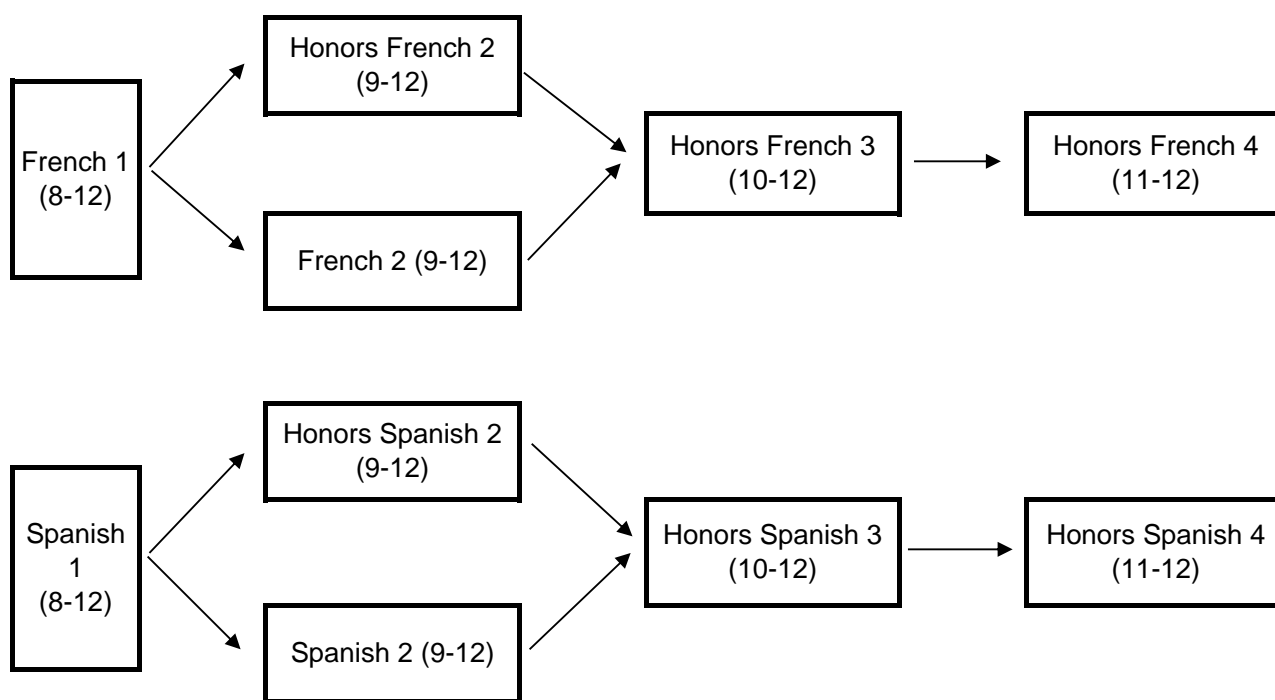 French 1
(8-12)
Honors French 2
(9-12)
French 2 (9-12)
Honors French 3
(10-12)
Honors French 4
(11-12)
Spanish
1
(8-12)
Honors Spanish 2
(9-12)
Spanish 2 (9-12)
Honors Spanish 3
(10-12)
Honors Spanish 4
(11-12)